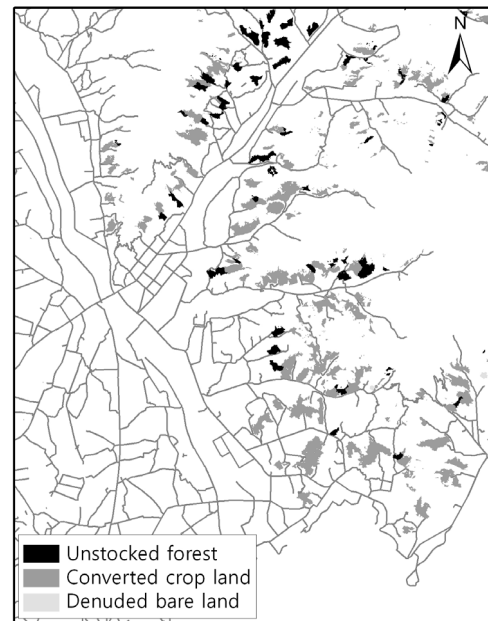 N
Unstocked forest
Converted crop land
Denuded bare land